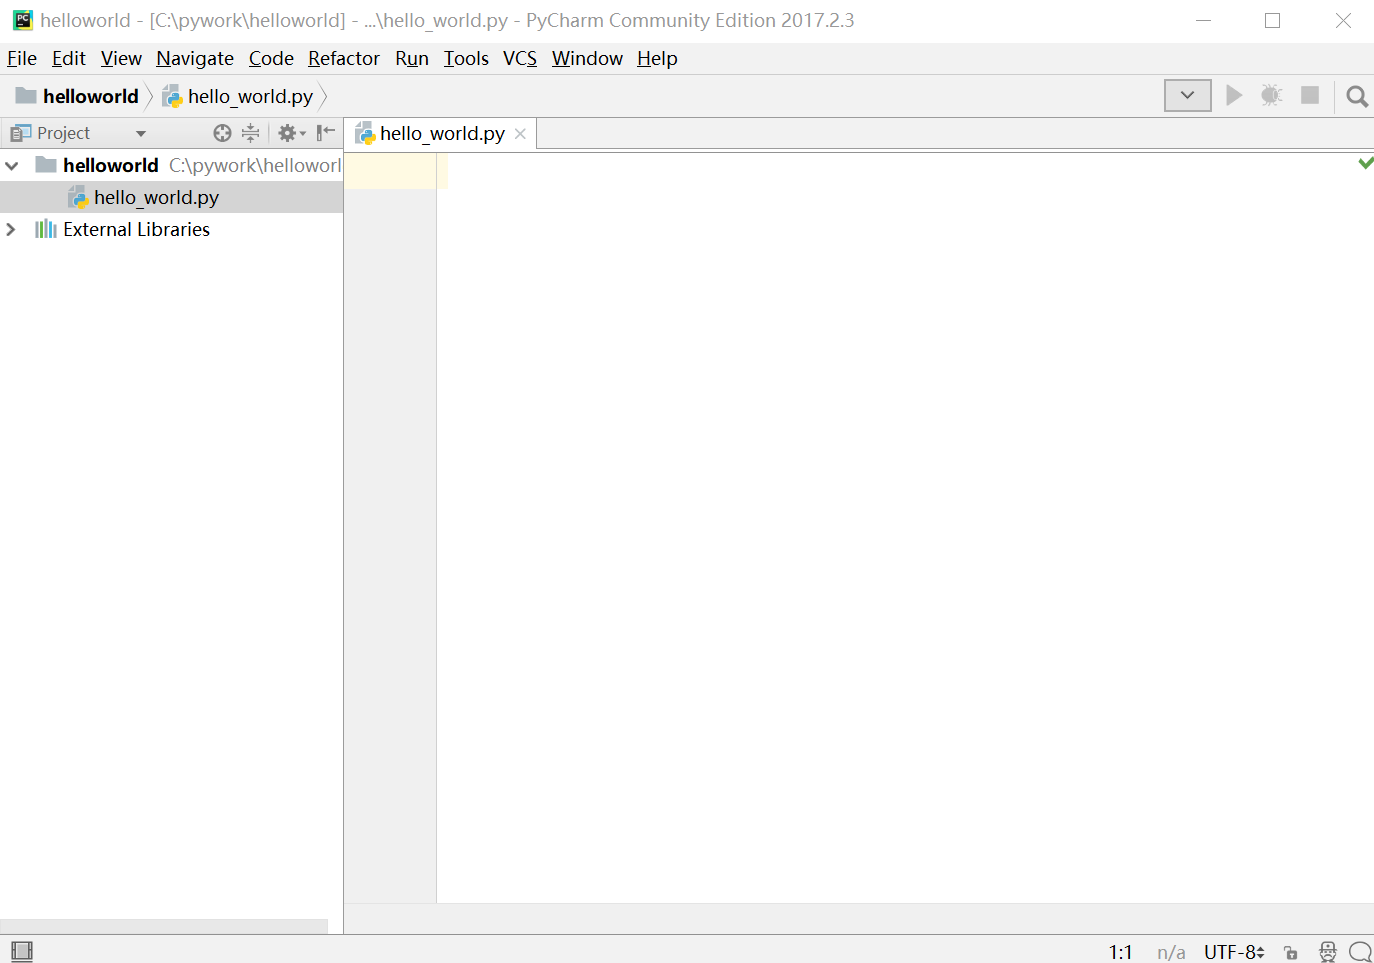 helloworld - [C:\pywork\helloworld] - ...\hello_world.py - PyCharm Community Edition 2017.2.3
File Edit View Navigate Code Refactor Run Tools VCS Window Help
helloworld hello_world.py
Project
hello_world.py
helloworld C:\pywork\helloworl
hello_world.py
External Libraries
1:1 n/a UTF-8